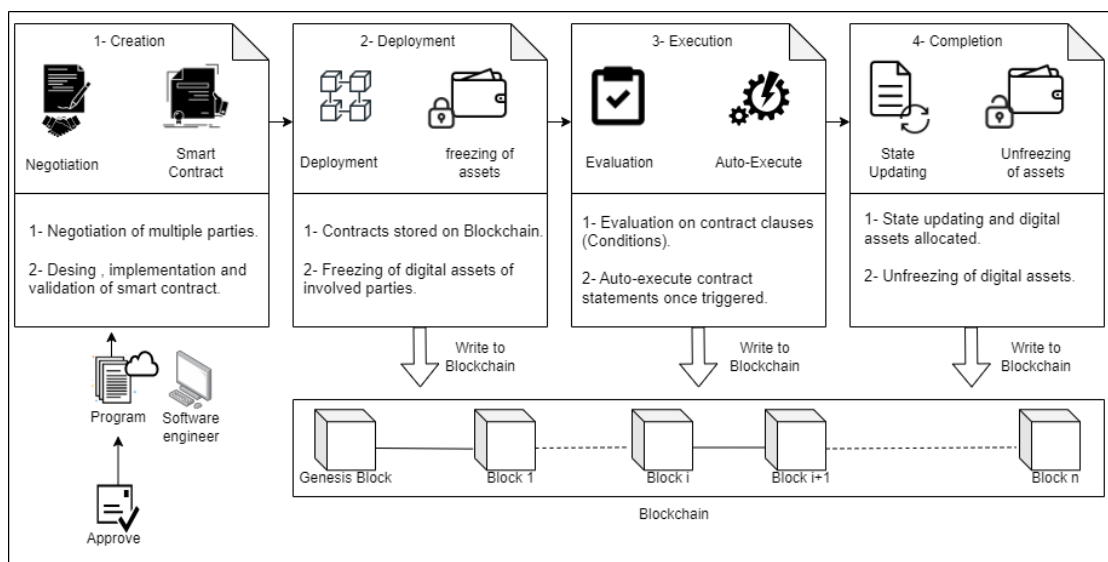 1- Creation
Negotiation
Smart
Contract
1- Negotiation of multiple parties.
2- Desing , implementation and
validation of smart contract.
2- Deployment
Deployment
freezing of
assets
1- Contracts stored on Blockchain.
2- Freezing of digital assets of
involved parties.
3- Execution
Evaluation
Auto-Execute
1- Evaluation on contract clauses
(Conditions).
2- Auto-execute contract
statements once triggered.
4- Completion
State
Updating
Unfreezing
of assets
1- State updating and digital
assets allocated.
2- Unfreezing of digital assets.
Program
Software
engineer
Approve
Write to
Blockchain
Write to
Blockchain
Write to
Blockchain
Genesis Block
Block 1
Block i
Block i+1
Block n
Blockchain